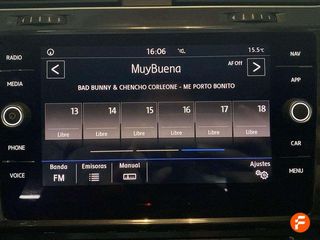 RADIO
MEDIA
PHONE
VOICE
16:06
15.5°C
AF Off
MuyBuena
BAD BUNNY & CHENCHO CORLEONE - ME PORTO BONITO
13 14 15 16 17 18
Libre Libre Libre Libre Libre Libre
Banda Emisoras Manual Ajustes
FM
NAV
APP
CAR
MENU